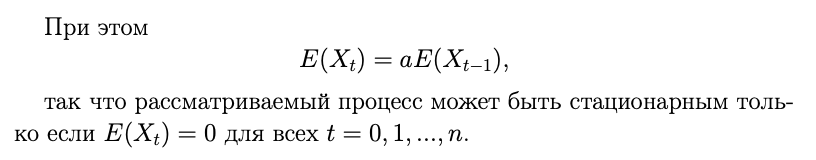 При этом
E(X_t) = aE(X_{t−1}),
так что рассматриваемый процесс может быть стационарным толь-
ко если E(X_t) = 0 для всех t = 0, 1, ..., n.